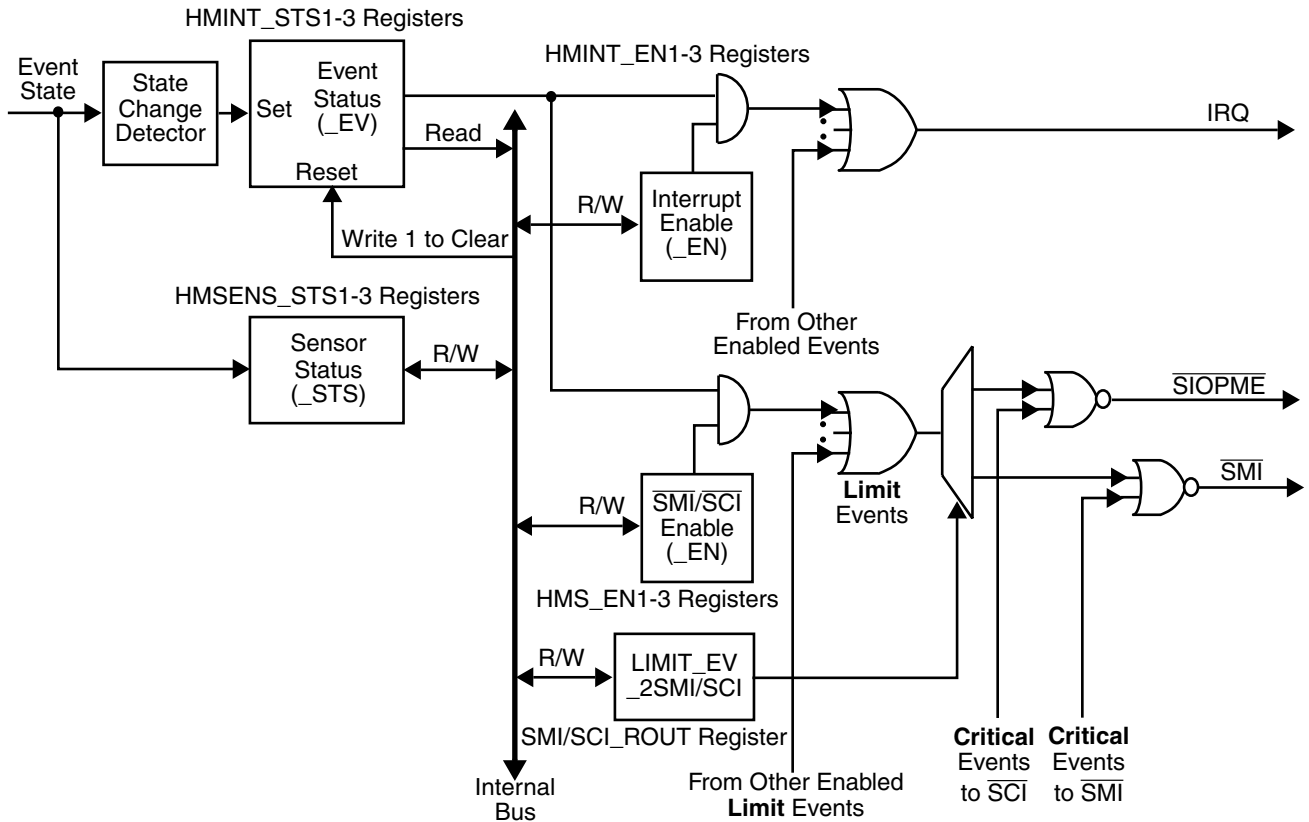 HMINT_STS1-3 Registers
Event
State
State
Change
Detector
Set
Event
Status
(_EV)
Read
Reset
Write 1 to Clear
HMINT_EN1-3 Registers
R/W
Interrupt
Enable
(_EN)
IRQ
From Other
Enabled Events
HMSENS_STS1-3 Registers
Sensor
Status
(_STS)
R/W
R/W
SMI/SCI
Enable
(_EN)
HMS_EN1-3 Registers
Limit
Events
SIOPME
SMI
R/W
LIMIT_EV
_2SMI/SCI
SMI/SCI_ROUT Register
Internal
Bus
From Other Enabled
Limit Events
Critical
Events
to SCI
Critical
Events
to SMI